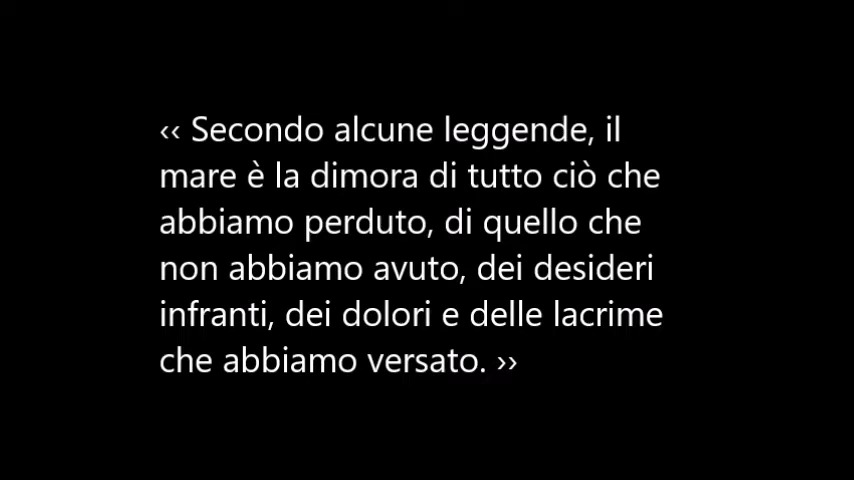 ‹‹ Secondo alcune leggende, il
mare è la dimora di tutto ciò che
abbiamo perduto, di quello che
non abbiamo avuto, dei desideri
infranti, dei dolori e delle lacrime
che abbiamo versato. ››